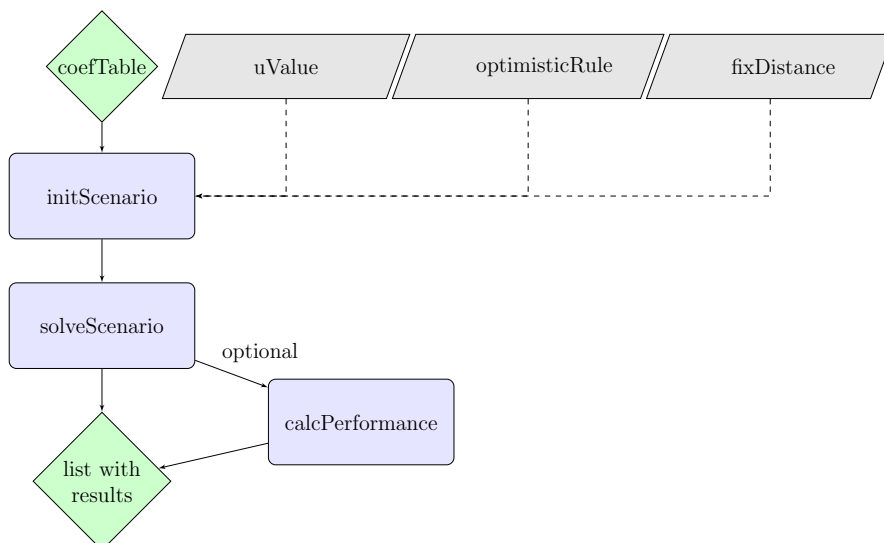 coefTable
uValue
optimisticRule
fixDistance
initScenario
solveScenario
optional
calcPerformance
list with
results